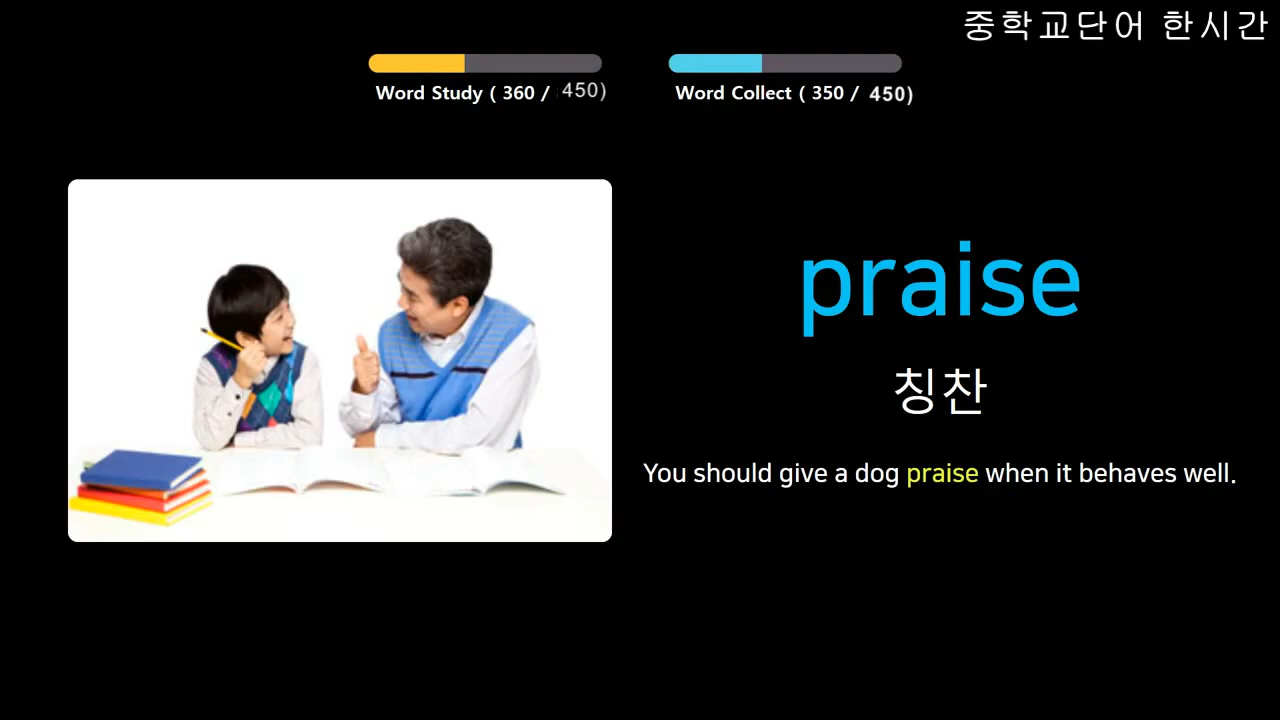 중학교단어 한시간
Word Study ( 360 / 450)
Word Collect ( 350 / 450)
praise
칭찬
You should give a dog praise when it behaves well.